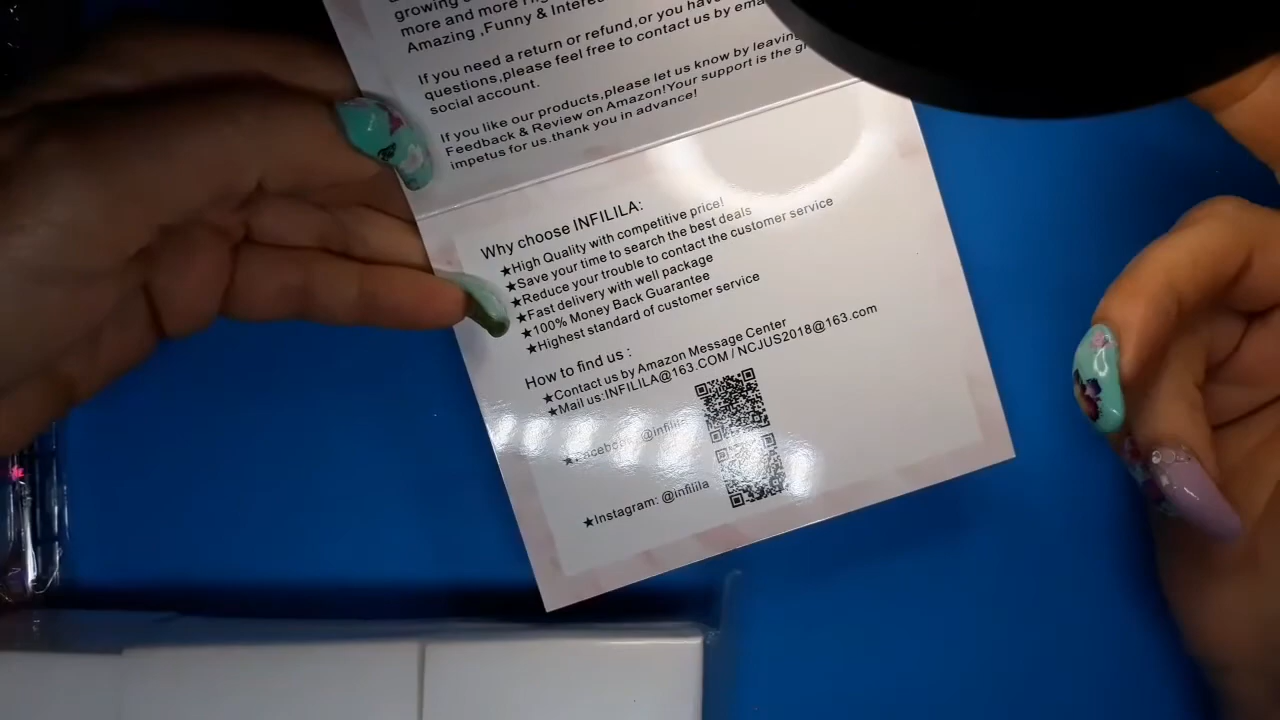 growing
more and more
Amazing ,Funny &
If you need a return or refund,or you have
questions,please feel free to contact us by
social account.
If you like our products,please let us know by leaving
Feedback & Review on Amazon!Your support is the
impetus for us.thank you in advance!
Why choose INFILILA:
★High Quality with competitive price!
★Save your time to search the best deals
★Reduce your trouble to contact the customer service
★Fast delivery with well package
★100% Money Back Guarantee
★Highest standard of customer service
How to find us :
★Contact us by Amazon Message Center
★Mail us:INFILILA@163.COM / NCJUS2018@163.com
★Facebook: @infilila
★Instagram: @infilila